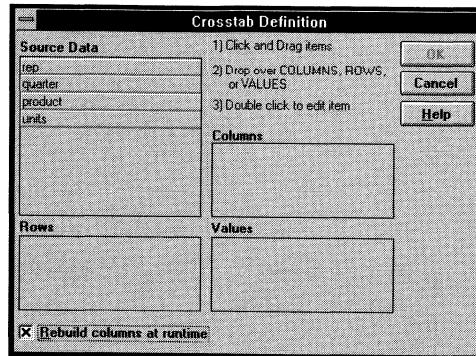 Crosstab Definition
Source Data
rep
quarter
product
units
1) Click and Drag items
2) Drop over COLUMNS, ROWS,
or VALUES
3) Double click to edit item
OK
Cancel
Help
Columns
Rows
Values
Rebuild columns at runtime